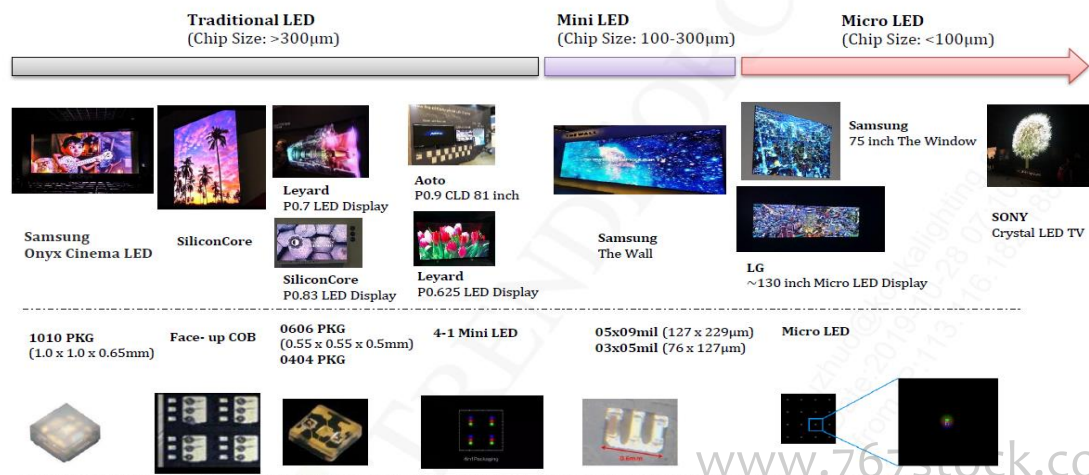 Traditional LED
(Chip Size: >300μm)
Mini LED
(Chip Size: 100-300μm)
Micro LED
(Chip Size: <100μm)
Samsung
Onyx Cinema LED
SiliconCore
Leyard
P0.7 LED Display
SiliconCore
P0.83 LED Display
Aoto
P0.9 CLD 81 inch
Leyard
P0.625 LED Display
Samsung
The Wall
Samsung
75 inch The Window
LG
~130 inch Micro LED Display
SONY
Crystal LED TV
1010 PKG
(1.0 x 1.0 x 0.65mm)
Face- up COB
0606 PKG
(0.55 x 0.55 x 0.5mm)
0404 PKG
4-1 Mini LED
05x09mil (127 x 229μm)
03x05mil (76 x 127μm)
Micro LED
4in1Packaging
0.6mm
www.767stock.co